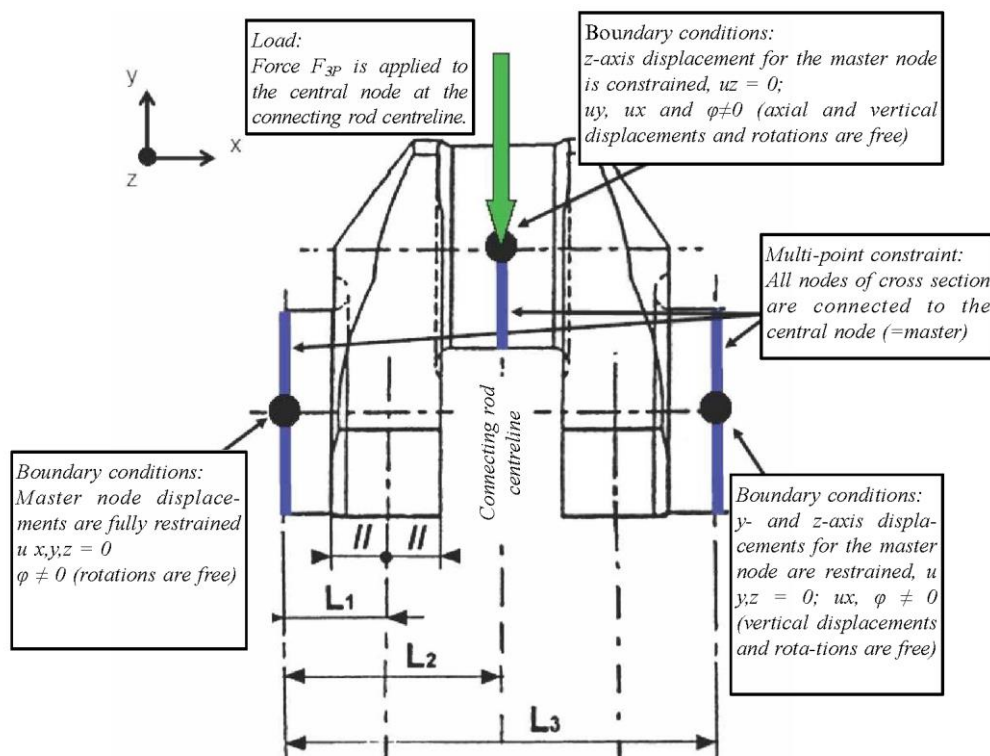 Load:
Force F3P is applied to
the central node at the
connecting rod centreline.
Boundary conditions:
z-axis displacement for the master node
is constrained, uz = 0;
uy, ux and φ≠0 (axial and vertical
displacements and rotations are free)
y
x
z
Multi-point constraint:
All nodes of cross section
are connected to the
central node (=master)
Connecting rod
centreline
Boundary conditions:
Master node displace-
ments are fully restrained
u x,y,z = 0
φ ≠ 0 (rotations are free)
Boundary conditions:
y- and z-axis displa-
cements for the master
node are restrained, u
y,z = 0; ux, φ ≠ 0
(vertical displacements
and rota-tions are free)
// //
L1
L2
L3